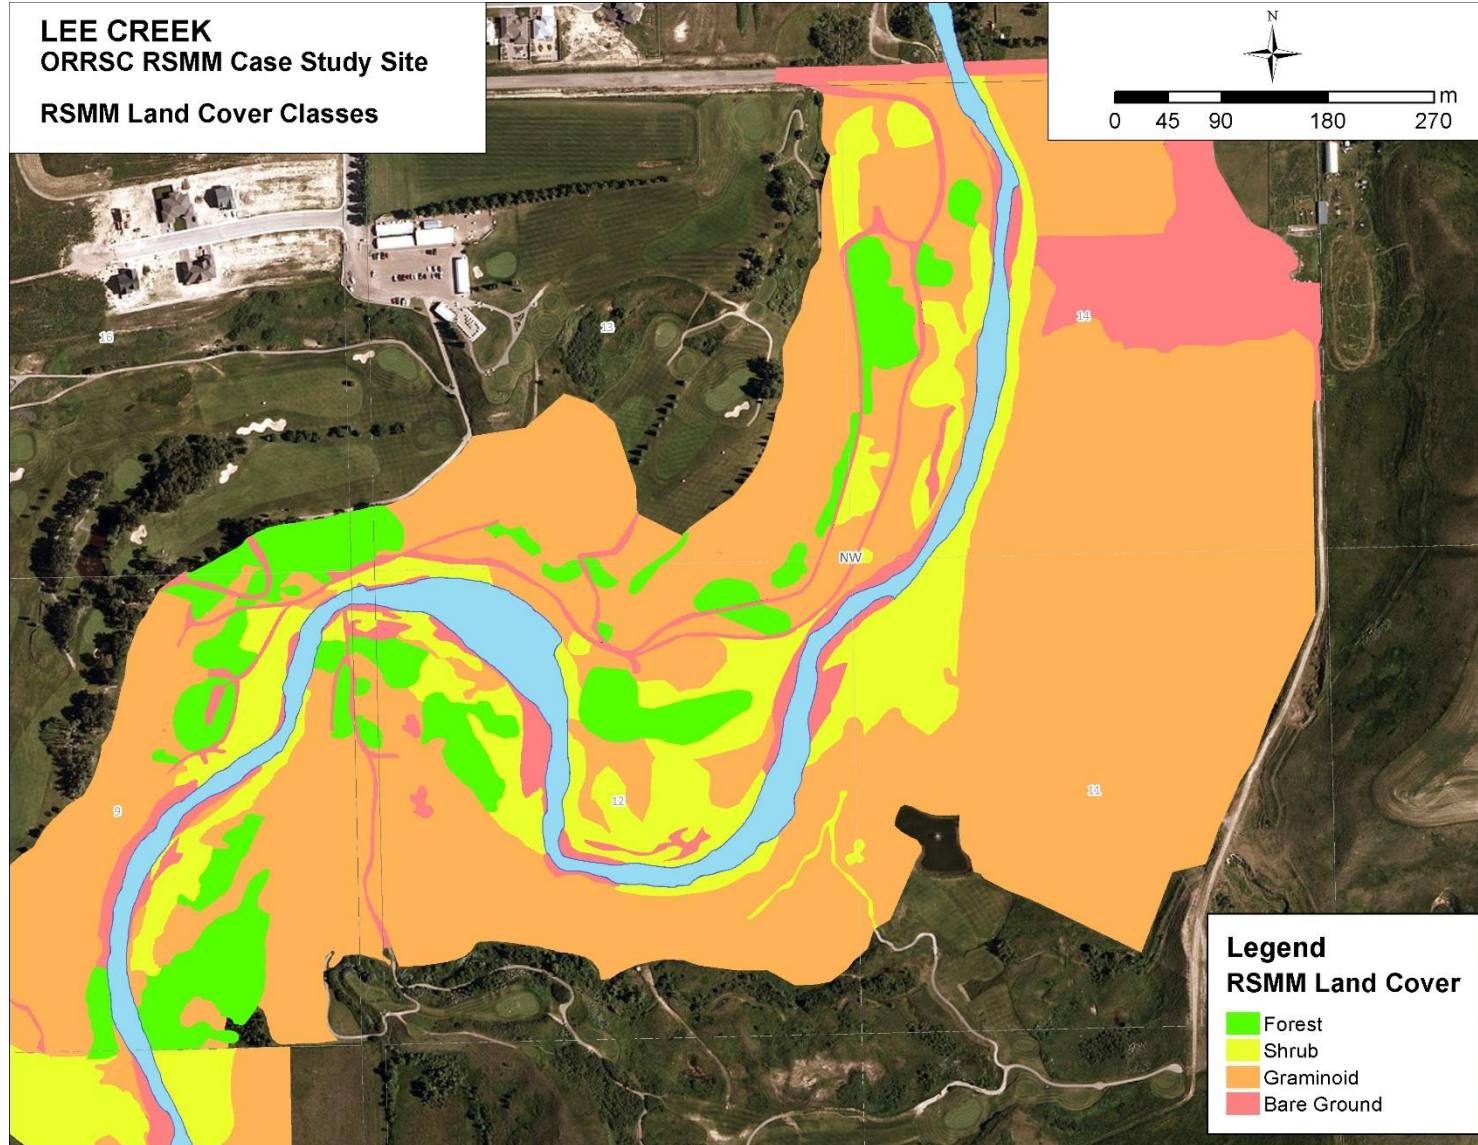 LEE CREEK
ORRSC RSMM Case Study Site
RSMM Land Cover Classes
N
m
0 45 90 180 270
16
13
14
NW
9
12
11
Legend
RSMM Land Cover
Forest
Shrub
Graminoid
Bare Ground